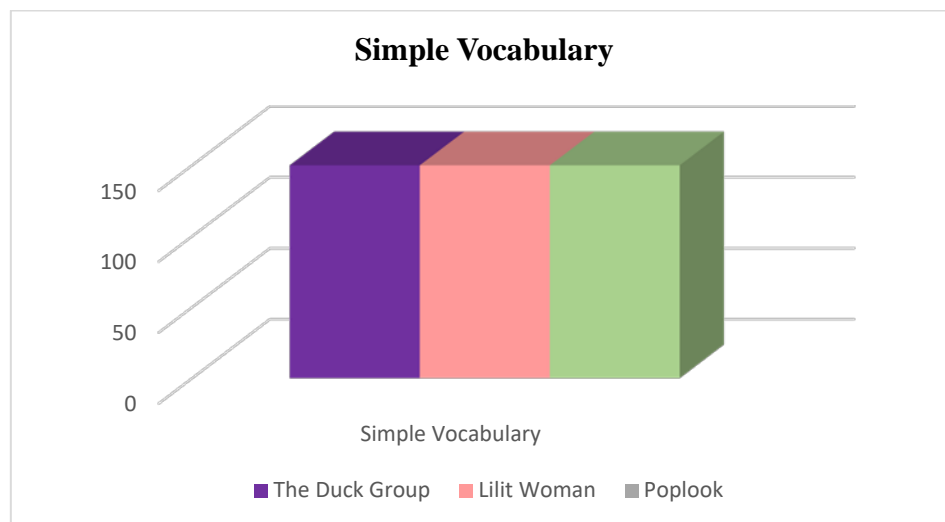 Simple Vocabulary
150
100
50
0
Simple Vocabulary
The Duck Group Lilit Woman Poplook